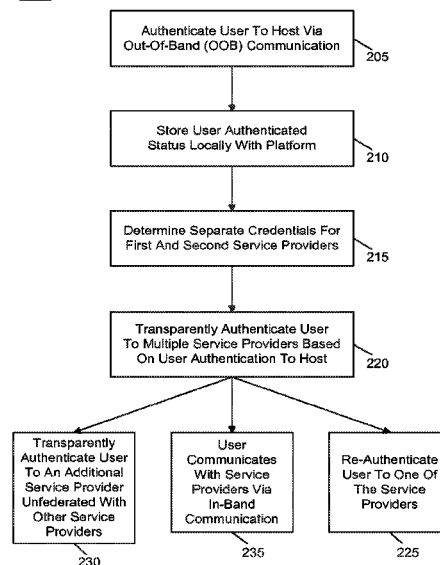 Authenticate User To Host Via
Out-Of-Band (OOB) Communication
205
Store User Authenticated
Status Locally With Platform
210
Determine Separate Credentials For
First And Second Service Providers
215
Transparently Authenticate User
To Multiple Service Providers Based
On User Authentication To Host
220
Transparently
Authenticate User
To An Additional
Service Provider
Unfederated With
Other Service
Providers
230
User
Communicates
With Service
Providers Via
In-Band
Communication
235
Re-Authenticate
User To One Of
The Service
Providers
225